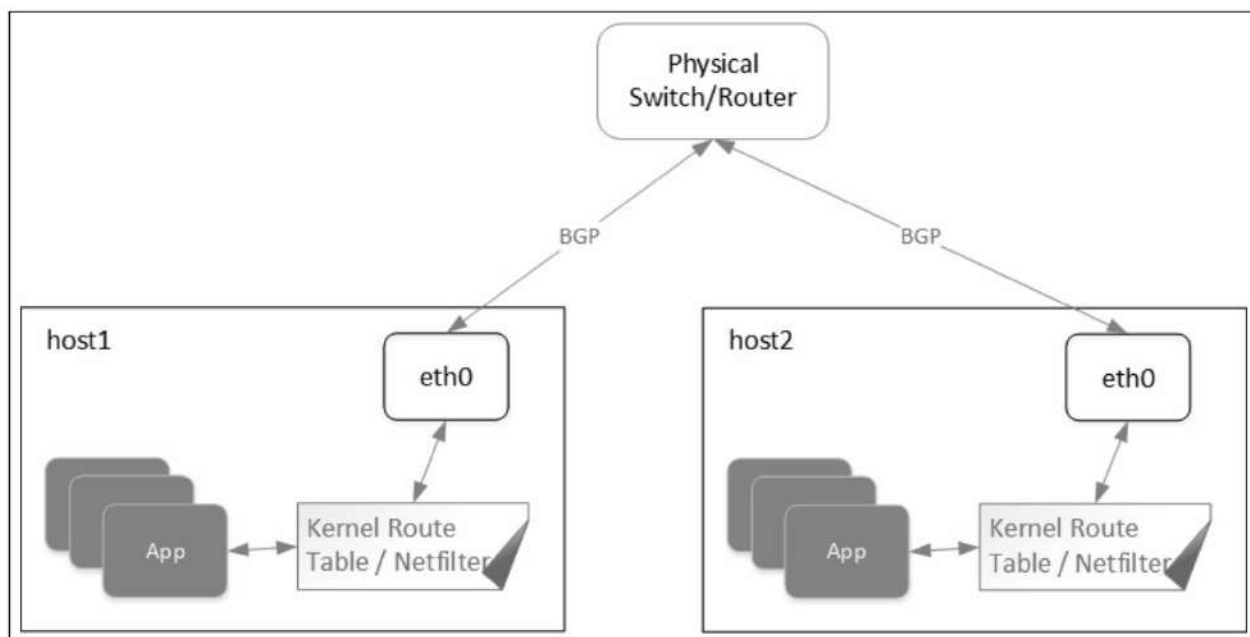 Physical
Switch/Router
BGP
BGP
host1
eth0
App
Kernel Route
Table / Netfilter
host2
eth0
App
Kernel Route
Table / Netfilter